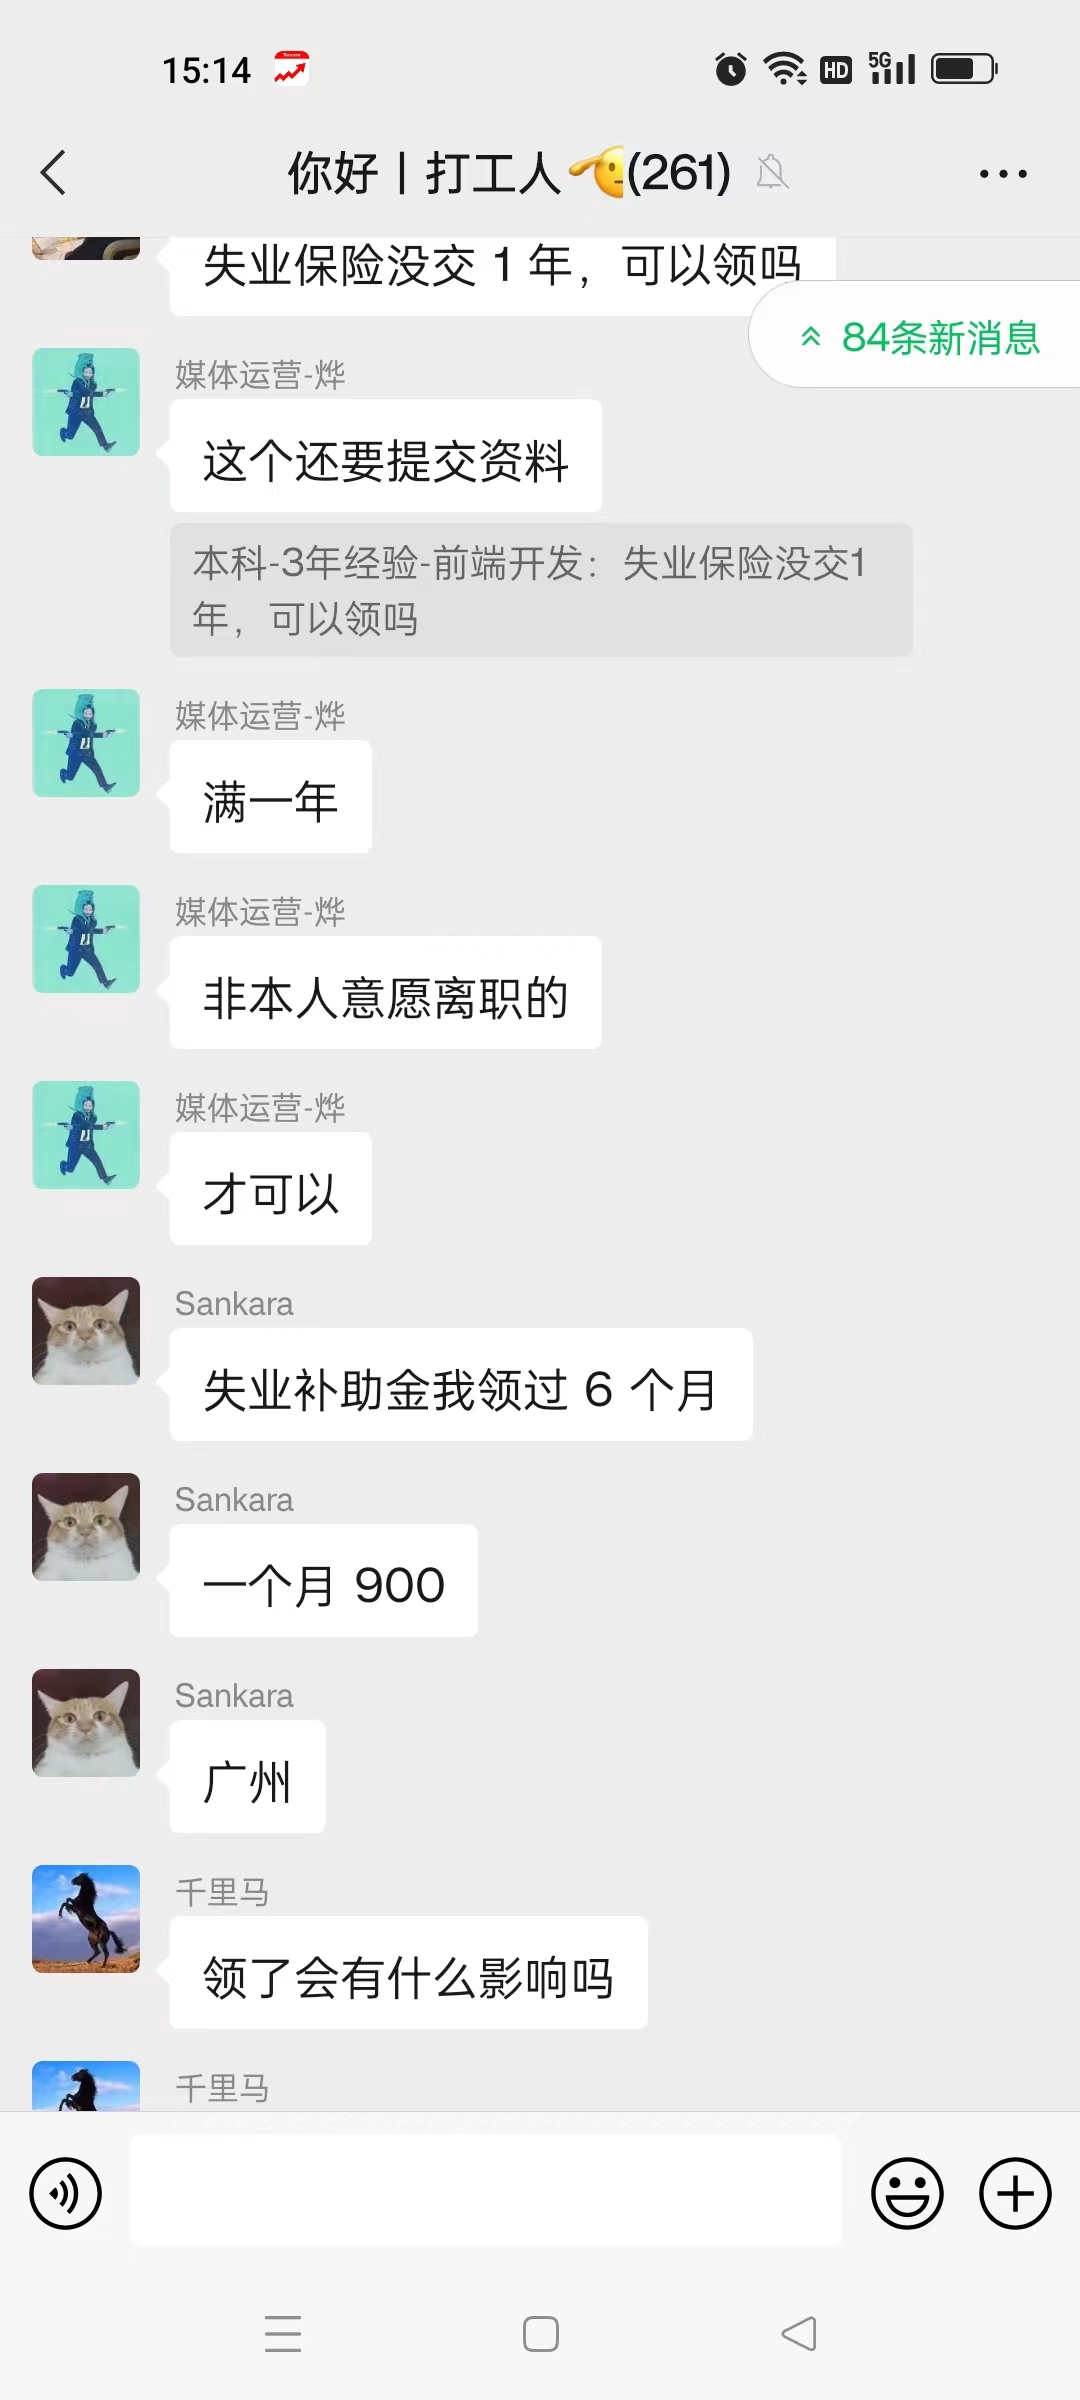 15:14
HD
5G
你好丨打工人(261)
失业保险没交 1 年，可以领吗
84条新消息
媒体运营-烨
这个还要提交资料
本科-3年经验-前端开发：失业保险没交1
年，可以领吗
媒体运营-烨
满一年
媒体运营-烨
非本人意愿离职的
媒体运营-烨
才可以
Sankara
失业补助金我领过 6 个月
Sankara
一个月 900
Sankara
广州
千里马
领了会有什么影响吗
千里马